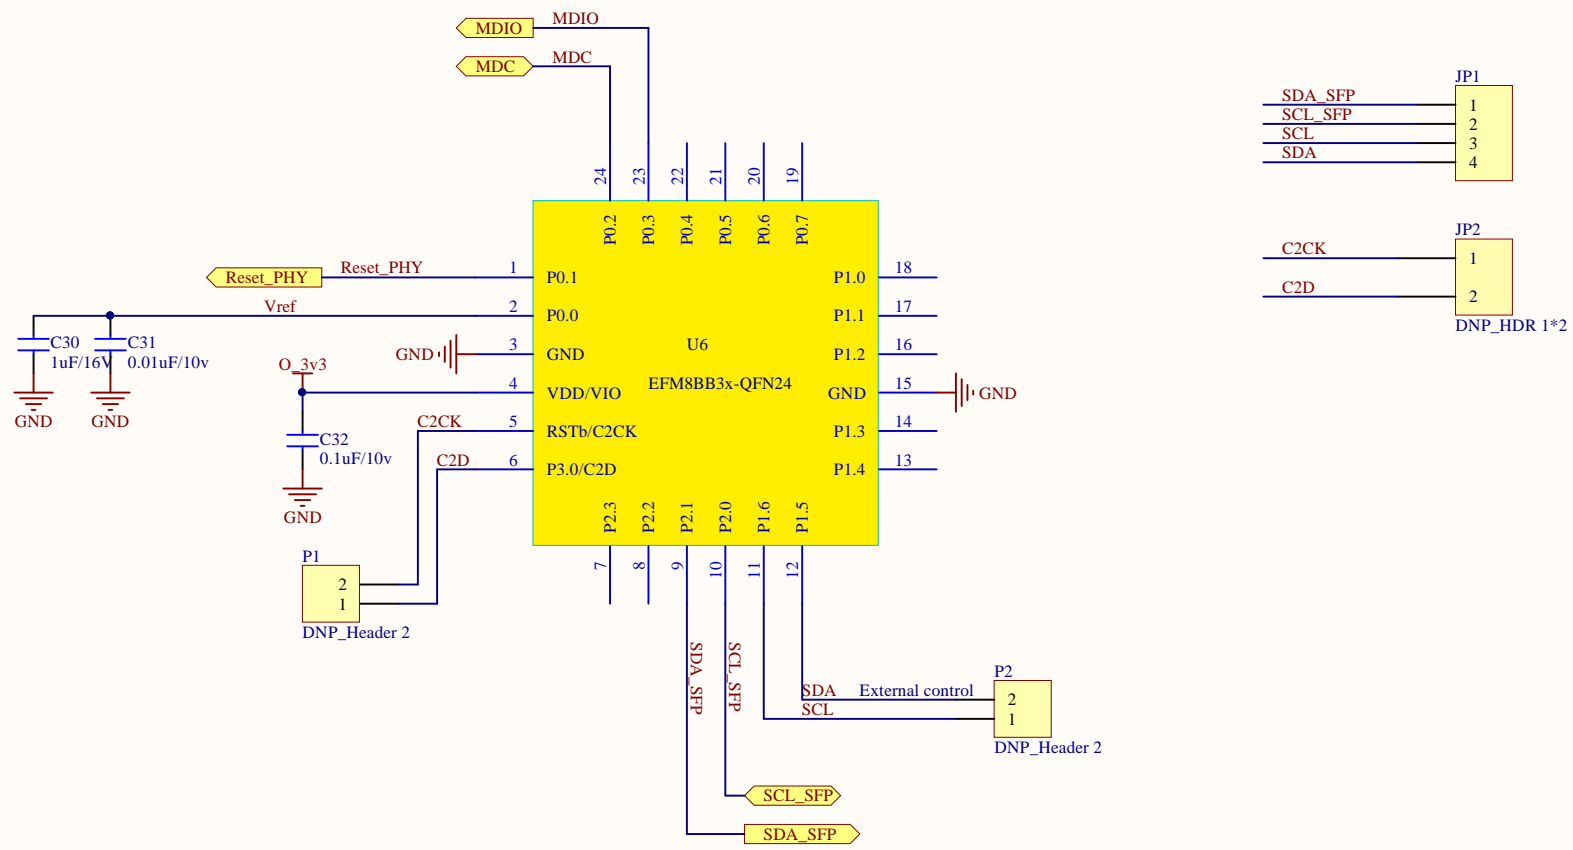 MDIO MDIO
MDC MDC
24 23 22 21 20 19
P0.2 P0.3 P0.4 P0.5 P0.6 P0.7
Reset_PHY Reset_PHY 1 P0.1
Vref 2 P0.0
C30
1uF/16V
GND
C31
0.01uF/10v
GND
GND 3 GND
O_3v3
4 VDD/VIO
C32
0.1uF/10v
GND
C2CK 5 RSTb/C2CK
C2D 6 P3.0/C2D
U6
EFM8BB3x-QFN24
P1.0 18
P1.1 17
P1.2 16
GND 15 GND
P1.3 14
P1.4 13
P2.3 P2.2 P2.1 P2.0 P1.6 P1.5
7 8 9 10 11 12
P1
2
1
DNP_Header 2
SDA_SFP
SCL_SFP
SDA External control
SCL
P2
2
1
DNP_Header 2
SCL_SFP
SDA_SFP
JP1
SDA_SFP 1
SCL_SFP 2
SCL 3
SDA 4
JP2
C2CK 1
C2D 2
DNP_HDR 1*2